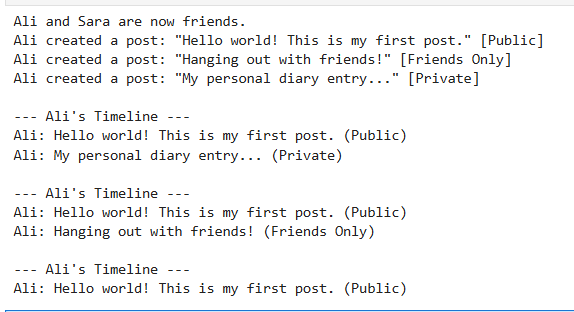 Ali and Sara are now friends.
Ali created a post: "Hello world! This is my first post." [Public]
Ali created a post: "Hanging out with friends!" [Friends Only]
Ali created a post: "My personal diary entry..." [Private]

--- Ali's Timeline ---
Ali: Hello world! This is my first post. (Public)
Ali: My personal diary entry... (Private)

--- Ali's Timeline ---
Ali: Hello world! This is my first post. (Public)
Ali: Hanging out with friends! (Friends Only)

--- Ali's Timeline ---
Ali: Hello world! This is my first post. (Public)